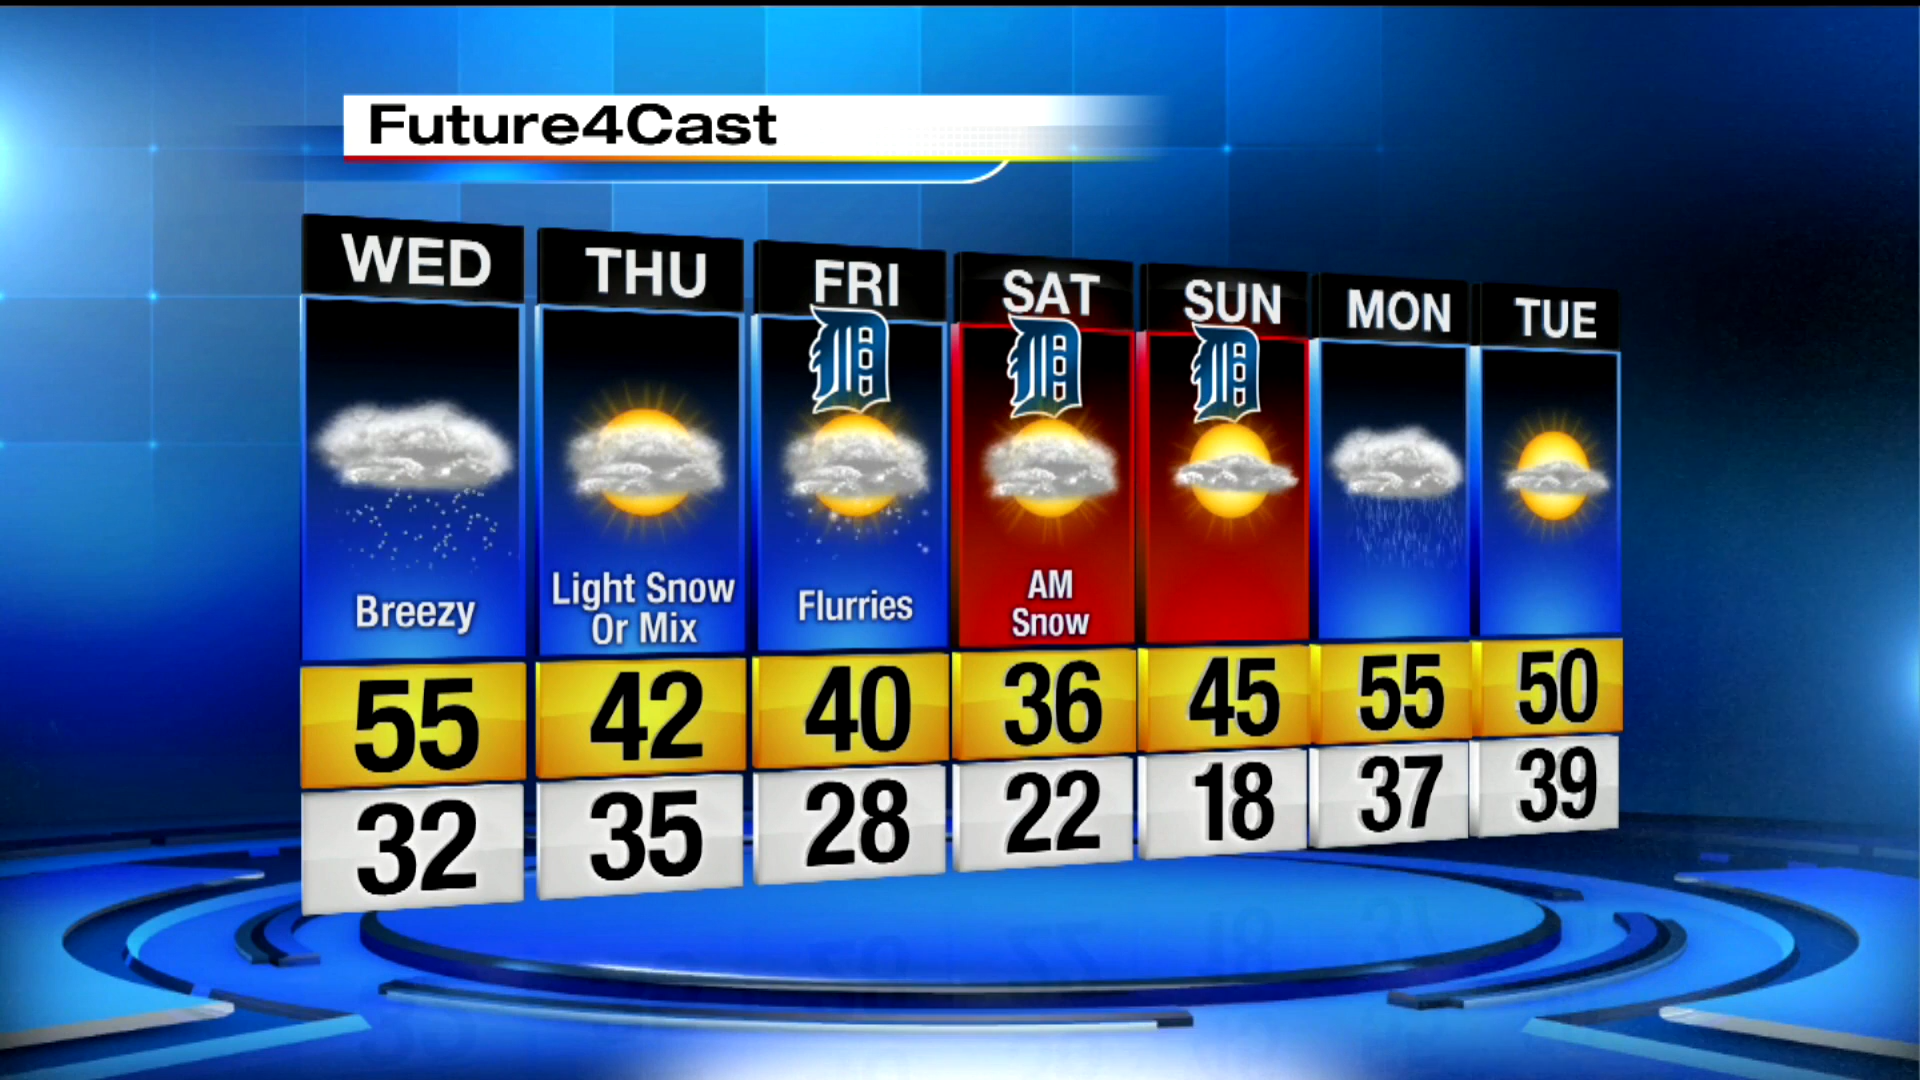 Future4Cast
WED THU FRI SAT SUN MON TUE
D D D
Breezy
Light Snow
Or Mix
Flurries
AM
Snow
55 42 40 36 45 55 50
32 35 28 22 18 37 39